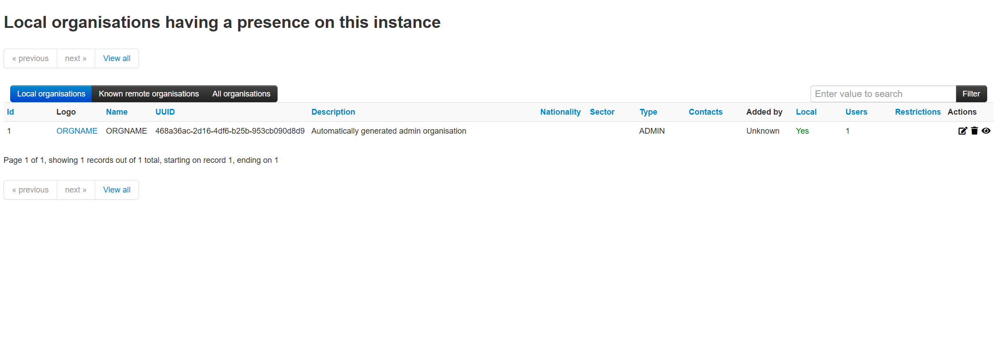 Local organisations having a presence on this instance
« previous next » View all
Local organisations Known remote organisations All organisations Enter value to search Filter
Id Logo Name UUID Description Nationality Sector Type Contacts Added by Local Users Restrictions Actions
1 ORGNAME ORGNAME 468a36ac-2d16-4df6-b25b-953cb090d8d9 Automatically generated admin organisation ADMIN Unknown Yes 1
Page 1 of 1, showing 1 records out of 1 total, starting on record 1, ending on 1
« previous next » View all